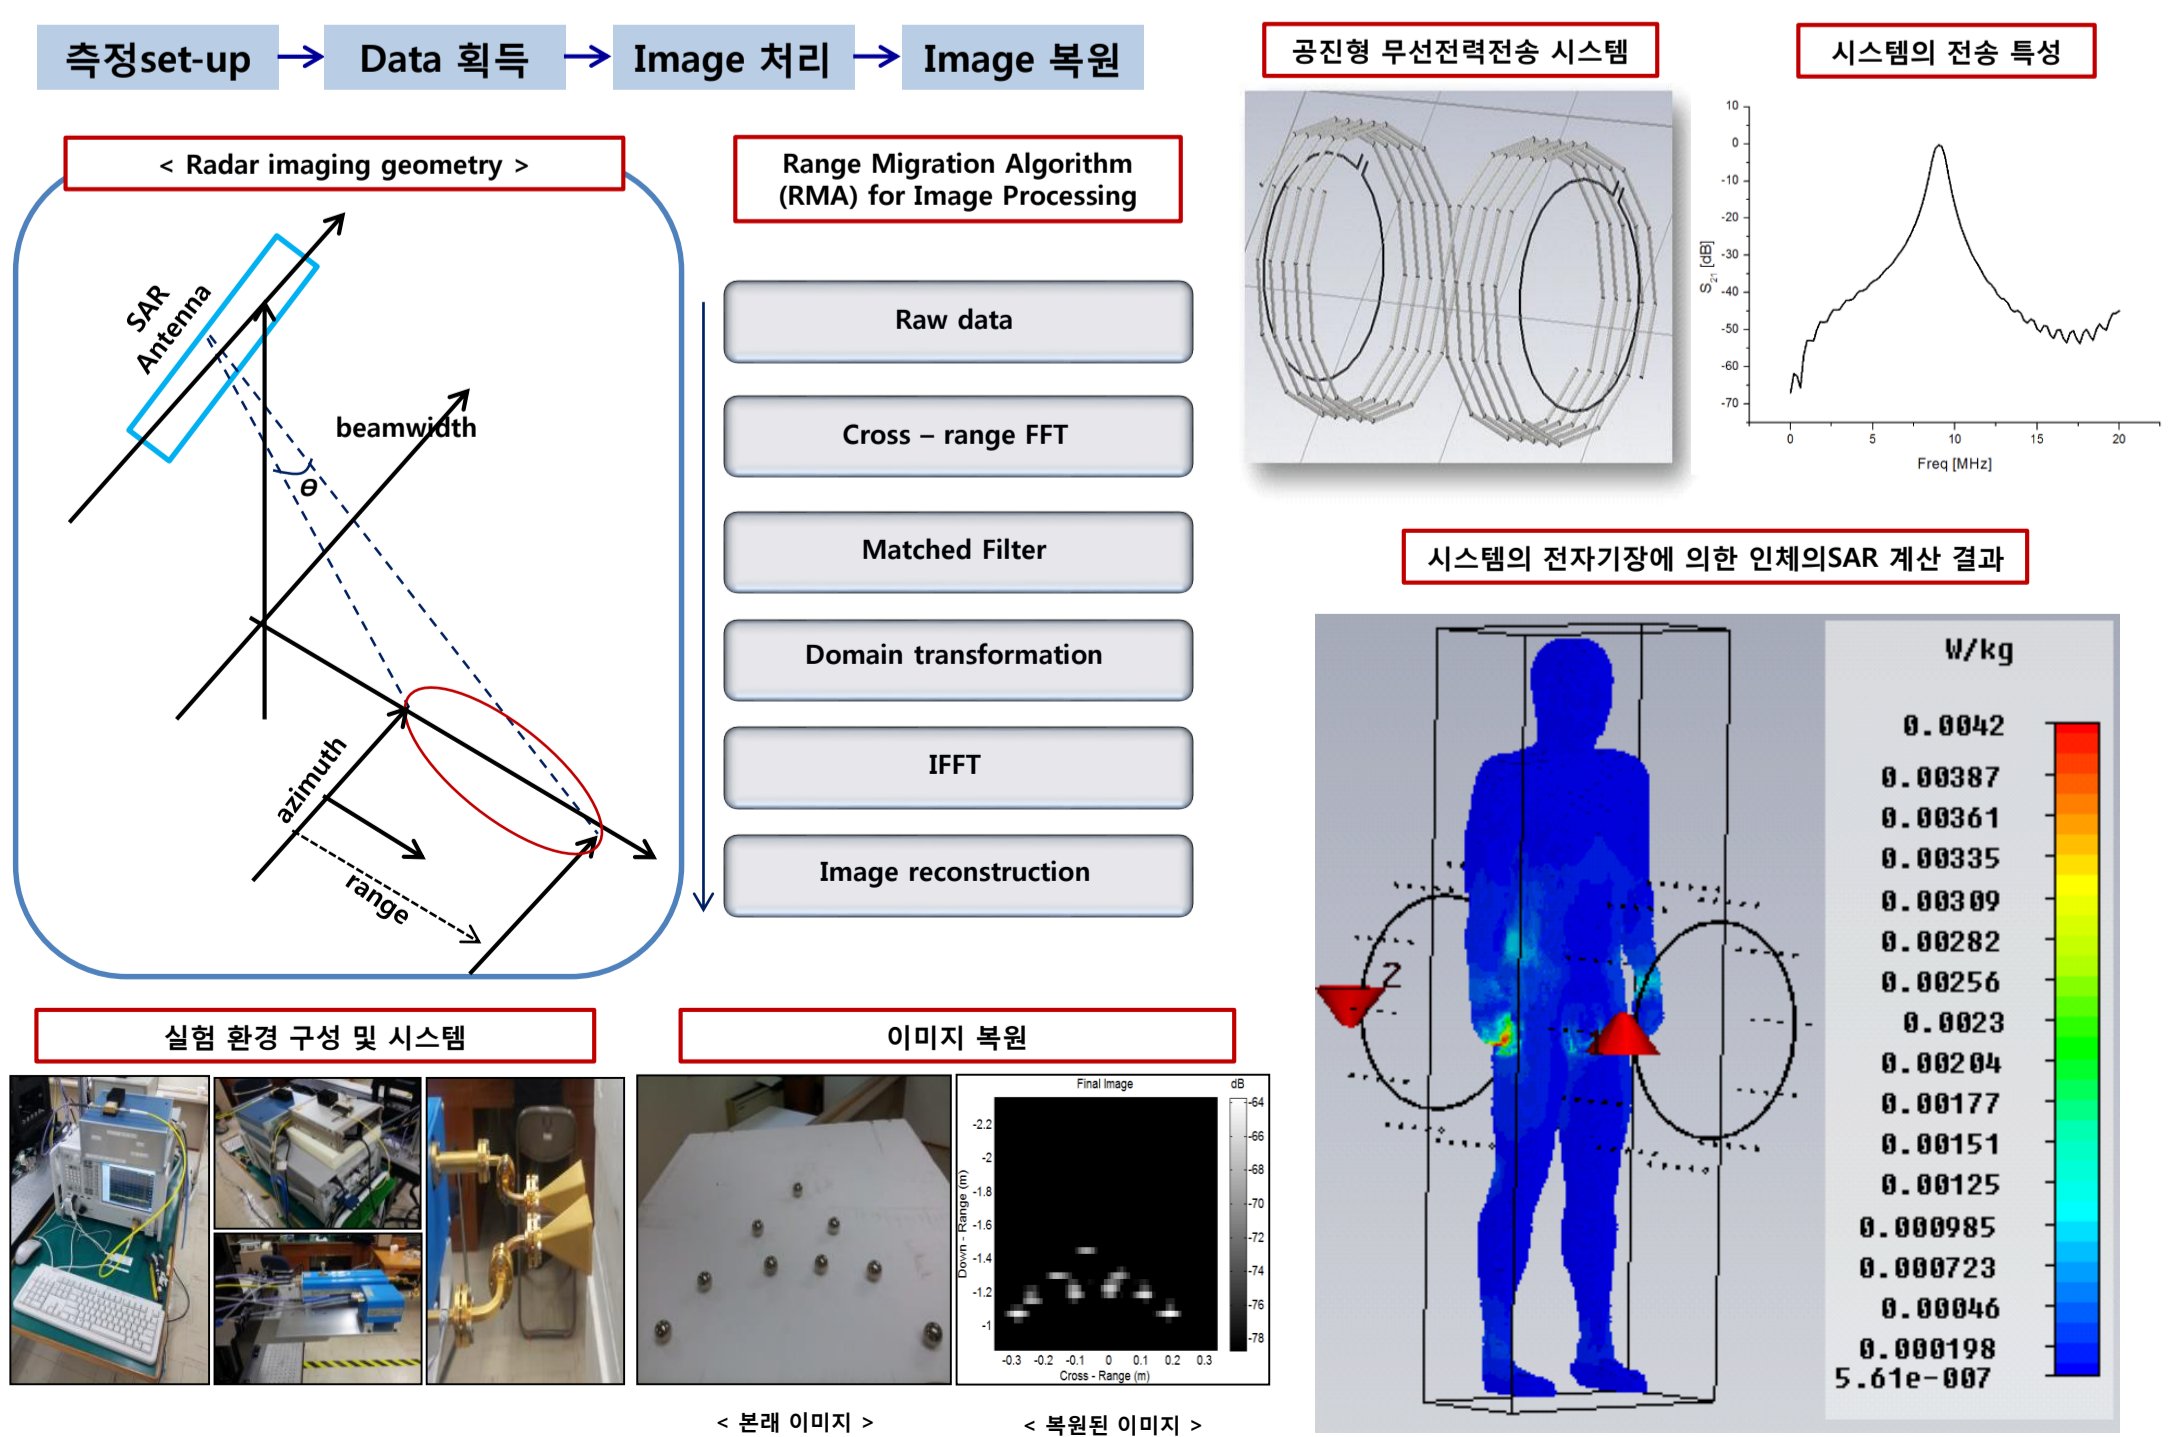 측정set-up
Data 획득
Image 처리
Image 복원
< Radar imaging geometry >
SAR
Antenna
beamwidth
θ
azimuth
range
Range Migration Algorithm
(RMA) for Image Processing
Raw data
Cross – range FFT
Matched Filter
Domain transformation
IFFT
Image reconstruction
공진형 무선전력전송 시스템
시스템의 전송 특성
10
0
-10
-20
-30
-40
-50
-60
-70
S21 [dB]
0 5 10 15 20
Freq [MHz]
시스템의 전자기장에 의한 인체의SAR 계산 결과
2
W/kg
0.0042
0.00387
0.00361
0.00335
0.00309
0.00282
0.00256
0.0023
0.00204
0.00177
0.00151
0.00125
0.000985
0.000723
0.00046
0.000198
5.61e-007
실험 환경 구성 및 시스템
이미지 복원
Final Image
dB
Down - Range (m)
-2.2
-2
-1.8
-1.6
-1.4
-1.2
-1
-64
-66
-68
-70
-72
-74
-76
-78
-0.3 -0.2 -0.1 0 0.1 0.2 0.3
Cross - Range (m)
< 본래 이미지 >
< 복원된 이미지 >